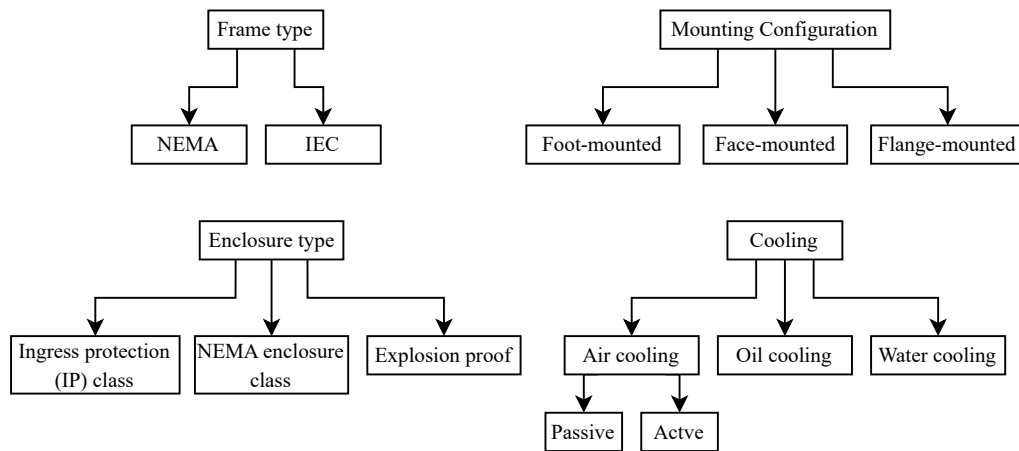 Frame type
Mounting Configuration
NEMA
IEC
Foot-mounted
Face-mounted
Flange-mounted
Enclosure type
Cooling
Ingress protection
(IP) class
NEMA enclosure
class
Explosion proof
Air cooling
Oil cooling
Water cooling
Passive
Actve